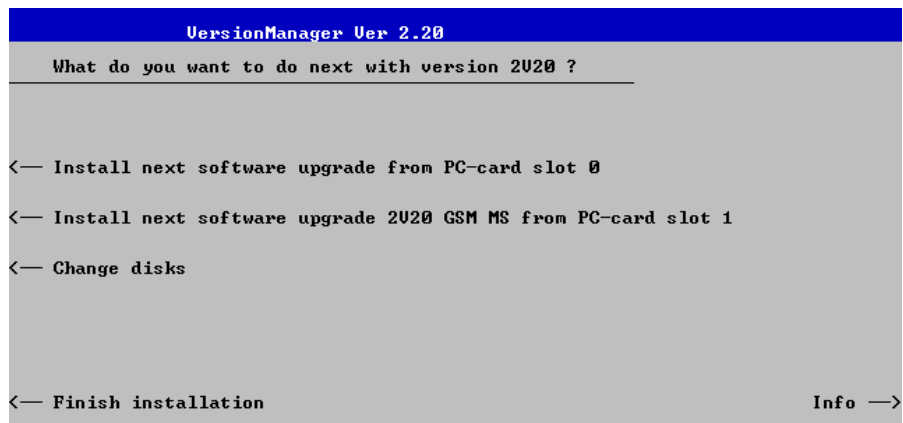 VersionManager Ver 2.20
What do you want to do next with version 2V20 ?
<── Install next software upgrade from PC-card slot 0
<── Install next software upgrade 2V20 GSM MS from PC-card slot 1
<── Change disks
<── Finish installation
Info ──>